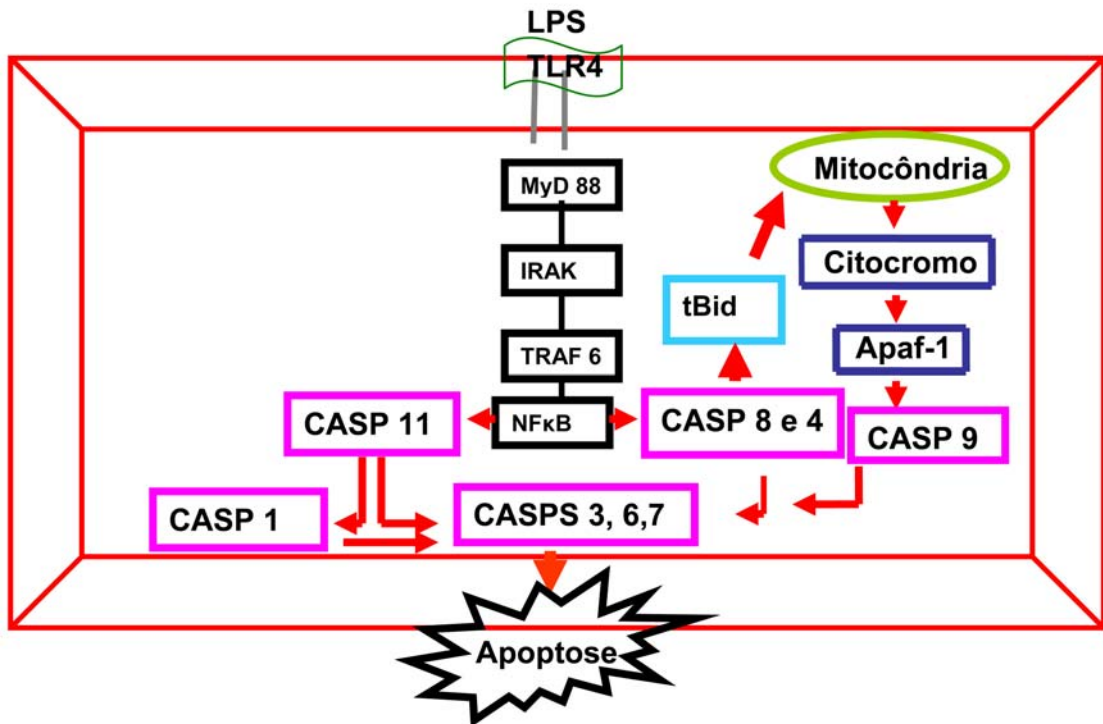 LPS
TLR4
MyD 88
Mitocôndria
IRAK
Citocromo
tBid
TRAF 6
Apaf-1
CASP 11
NFκB
CASP 8 e 4
CASP 9
CASP 1
CASPS 3, 6,7
Apoptose